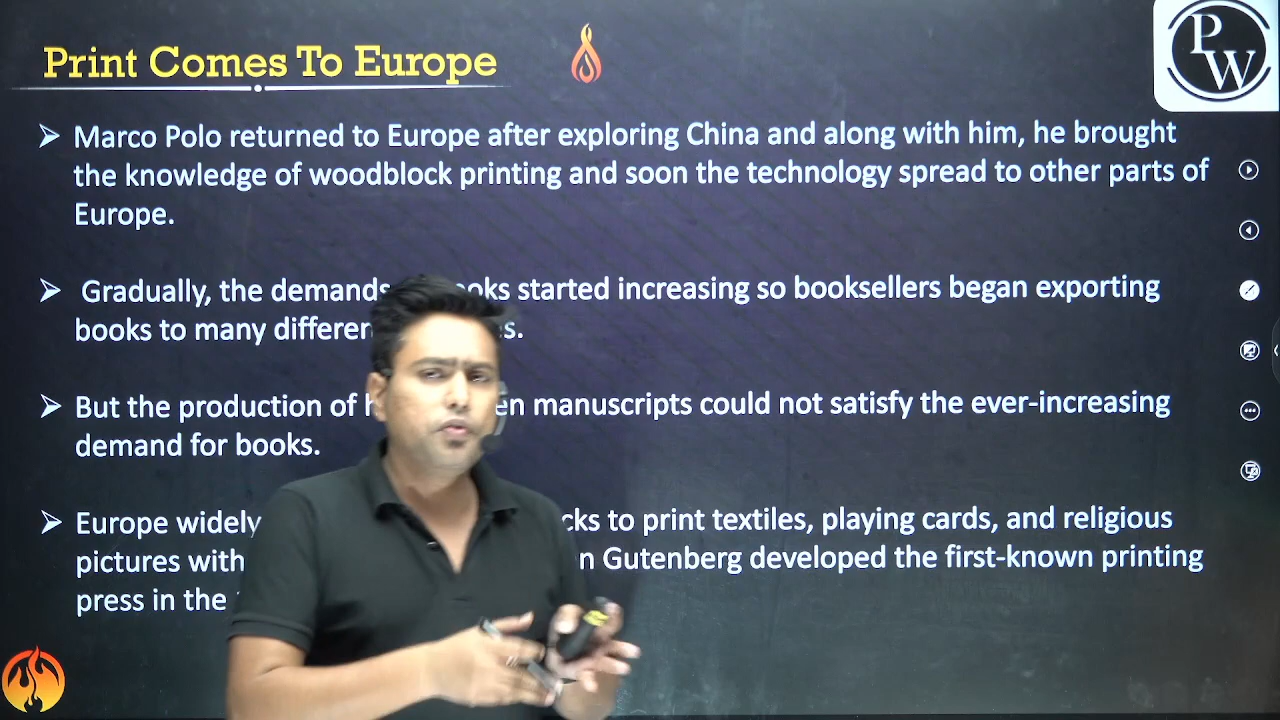 Print Comes To Europe
PW
➤ Marco Polo returned to Europe after exploring China and along with him, he brought
the knowledge of woodblock printing and soon the technology spread to other parts of
Europe.
➤ Gradually, the demands started increasing so booksellers began exporting
books to many
➤ But the production of manuscripts could not satisfy the ever-increasing
demand for books.
➤ Europe widely to print textiles, playing cards, and religious
pictures with Gutenberg developed the first-known printing
press in the